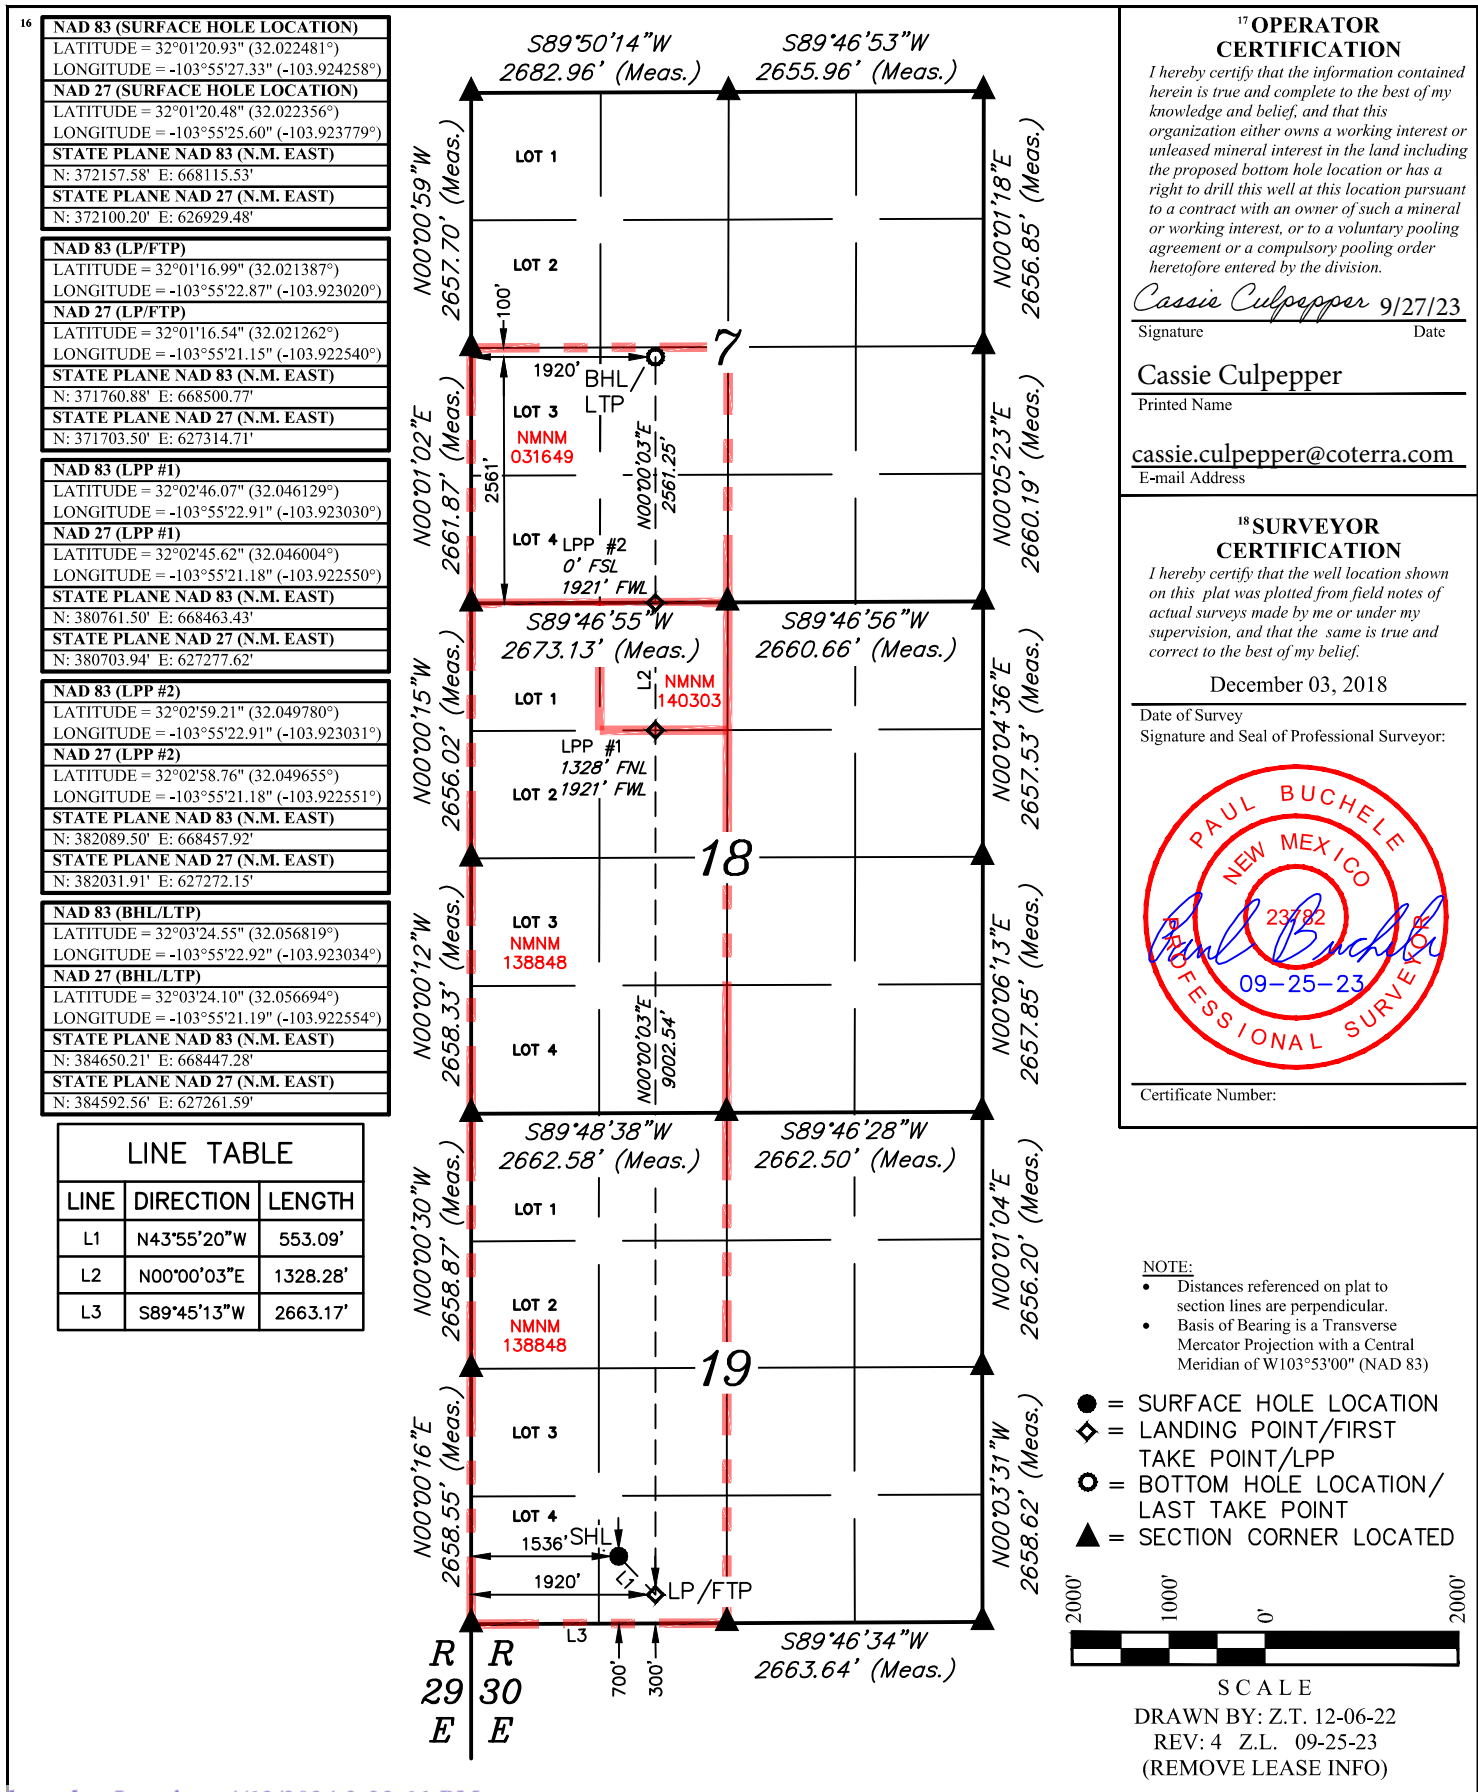 16
NAD 83 (SURFACE HOLE LOCATION)
LATITUDE = 32°01'20.93" (32.022481°)
LONGITUDE = -103°55'27.33" (-103.924258°)
NAD 27 (SURFACE HOLE LOCATION)
LATITUDE = 32°01'20.48" (32.022356°)
LONGITUDE = -103°55'25.60" (-103.923779°)
STATE PLANE NAD 83 (N.M. EAST)
N: 372157.58' E: 668115.53'
STATE PLANE NAD 27 (N.M. EAST)
N: 372100.20' E: 626929.48'
NAD 83 (LP/FTP)
LATITUDE = 32°01'16.99" (32.021387°)
LONGITUDE = -103°55'22.87" (-103.923020°)
NAD 27 (LP/FTP)
LATITUDE = 32°01'16.54" (32.021262°)
LONGITUDE = -103°55'21.15" (-103.922540°)
STATE PLANE NAD 83 (N.M. EAST)
N: 371760.88' E: 668500.77'
STATE PLANE NAD 27 (N.M. EAST)
N: 371703.50' E: 627314.71'
NAD 83 (LPP #1)
LATITUDE = 32°02'46.07" (32.046129°)
LONGITUDE = -103°55'22.91" (-103.923030°)
NAD 27 (LPP #1)
LATITUDE = 32°02'45.62" (32.046004°)
LONGITUDE = -103°55'21.18" (-103.922550°)
STATE PLANE NAD 83 (N.M. EAST)
N: 380761.50' E: 668463.43'
STATE PLANE NAD 27 (N.M. EAST)
N: 380703.94' E: 627277.62'
NAD 83 (LPP #2)
LATITUDE = 32°02'59.21" (32.049780°)
LONGITUDE = -103°55'22.91" (-103.923031°)
NAD 27 (LPP #2)
LATITUDE = 32°02'58.76" (32.049655°)
LONGITUDE = -103°55'21.18" (-103.922551°)
STATE PLANE NAD 83 (N.M. EAST)
N: 382089.50' E: 668457.92'
STATE PLANE NAD 27 (N.M. EAST)
N: 382031.91' E: 627272.15'
NAD 83 (BHL/LTP)
LATITUDE = 32°03'24.55" (32.056819°)
LONGITUDE = -103°55'22.92" (-103.923034°)
NAD 27 (BHL/LTP)
LATITUDE = 32°03'24.10" (32.056694°)
LONGITUDE = -103°55'21.19" (-103.922554°)
STATE PLANE NAD 83 (N.M. EAST)
N: 384650.21' E: 668447.28'
STATE PLANE NAD 27 (N.M. EAST)
N: 384592.56' E: 627261.59'
LINE TABLE
LINE DIRECTION LENGTH
L1 N43°55'20"W 553.09'
L2 N00°00'03"E 1328.28'
L3 S89°45'13"W 2663.17'
S89°50'14"W
2682.96' (Meas.)
S89°46'53"W
2655.96' (Meas.)
N00°00'59"W
2657.70' (Meas.)
N00°01'18"E
2656.85' (Meas.)
LOT 1
LOT 2
100'
7
1920'
BHL/
LTP
N00°01'02"E
2661.87' (Meas.)
N00°05'23"E
2660.19' (Meas.)
LOT 3
NMNM
031649
2561'
N00°00'03"E
2561.25'
LOT 4
LPP #2
0' FSL
1921' FWL
S89°46'55"W
2673.13' (Meas.)
S89°46'56"W
2660.66' (Meas.)
N00°00'15"W
2656.02' (Meas.)
N00°04'36"E
2657.53' (Meas.)
LOT 1
L2
NMNM
140303
LPP #1
1328' FNL
1921' FWL
LOT 2
18
N00°00'12"W
2658.33' (Meas.)
N00°06'13"E
2657.85' (Meas.)
LOT 3
NMNM
138848
N00°00'03"E
9002.54'
LOT 4
S89°48'38"W
2662.58' (Meas.)
S89°46'28"W
2662.50' (Meas.)
N00°00'30"W
2658.87' (Meas.)
N00°01'04"E
2656.20' (Meas.)
LOT 1
LOT 2
NMNM
138848
19
N00°00'16"E
2658.55' (Meas.)
N00°03'31"W
2658.62' (Meas.)
LOT 3
LOT 4
1536'
SHL
L1
1920'
LP/FTP
L3
700'
300'
S89°46'34"W
2663.64' (Meas.)
R R
29 30
E E
17 OPERATOR
CERTIFICATION
I hereby certify that the information contained
herein is true and complete to the best of my
knowledge and belief, and that this
organization either owns a working interest or
unleased mineral interest in the land including
the proposed bottom hole location or has a
right to drill this well at this location pursuant
to a contract with an owner of such a mineral
or working interest, or to a voluntary pooling
agreement or a compulsory pooling order
heretofore entered by the division.
Cassie Culpepper 9/27/23
Signature Date
Cassie Culpepper
Printed Name
cassie.culpepper@coterra.com
E-mail Address
18 SURVEYOR
CERTIFICATION
I hereby certify that the well location shown
on this plat was plotted from field notes of
actual surveys made by me or under my
supervision, and that the same is true and
correct to the best of my belief.
December 03, 2018
Date of Survey
Signature and Seal of Professional Surveyor:
PAUL BUCHELE
NEW MEXICO
23782
Paul Buchele
09-25-23
PROFESSIONAL SURVEYOR
Certificate Number:
NOTE:
• Distances referenced on plat to
section lines are perpendicular.
• Basis of Bearing is a Transverse
Mercator Projection with a Central
Meridian of W103°53'00" (NAD 83)
= SURFACE HOLE LOCATION
= LANDING POINT/FIRST
TAKE POINT/LPP
= BOTTOM HOLE LOCATION/
LAST TAKE POINT
= SECTION CORNER LOCATED
2000' 1000' 0' 2000'
SCALE
DRAWN BY: Z.T. 12-06-22
REV: 4 Z.L. 09-25-23
(REMOVE LEASE INFO)